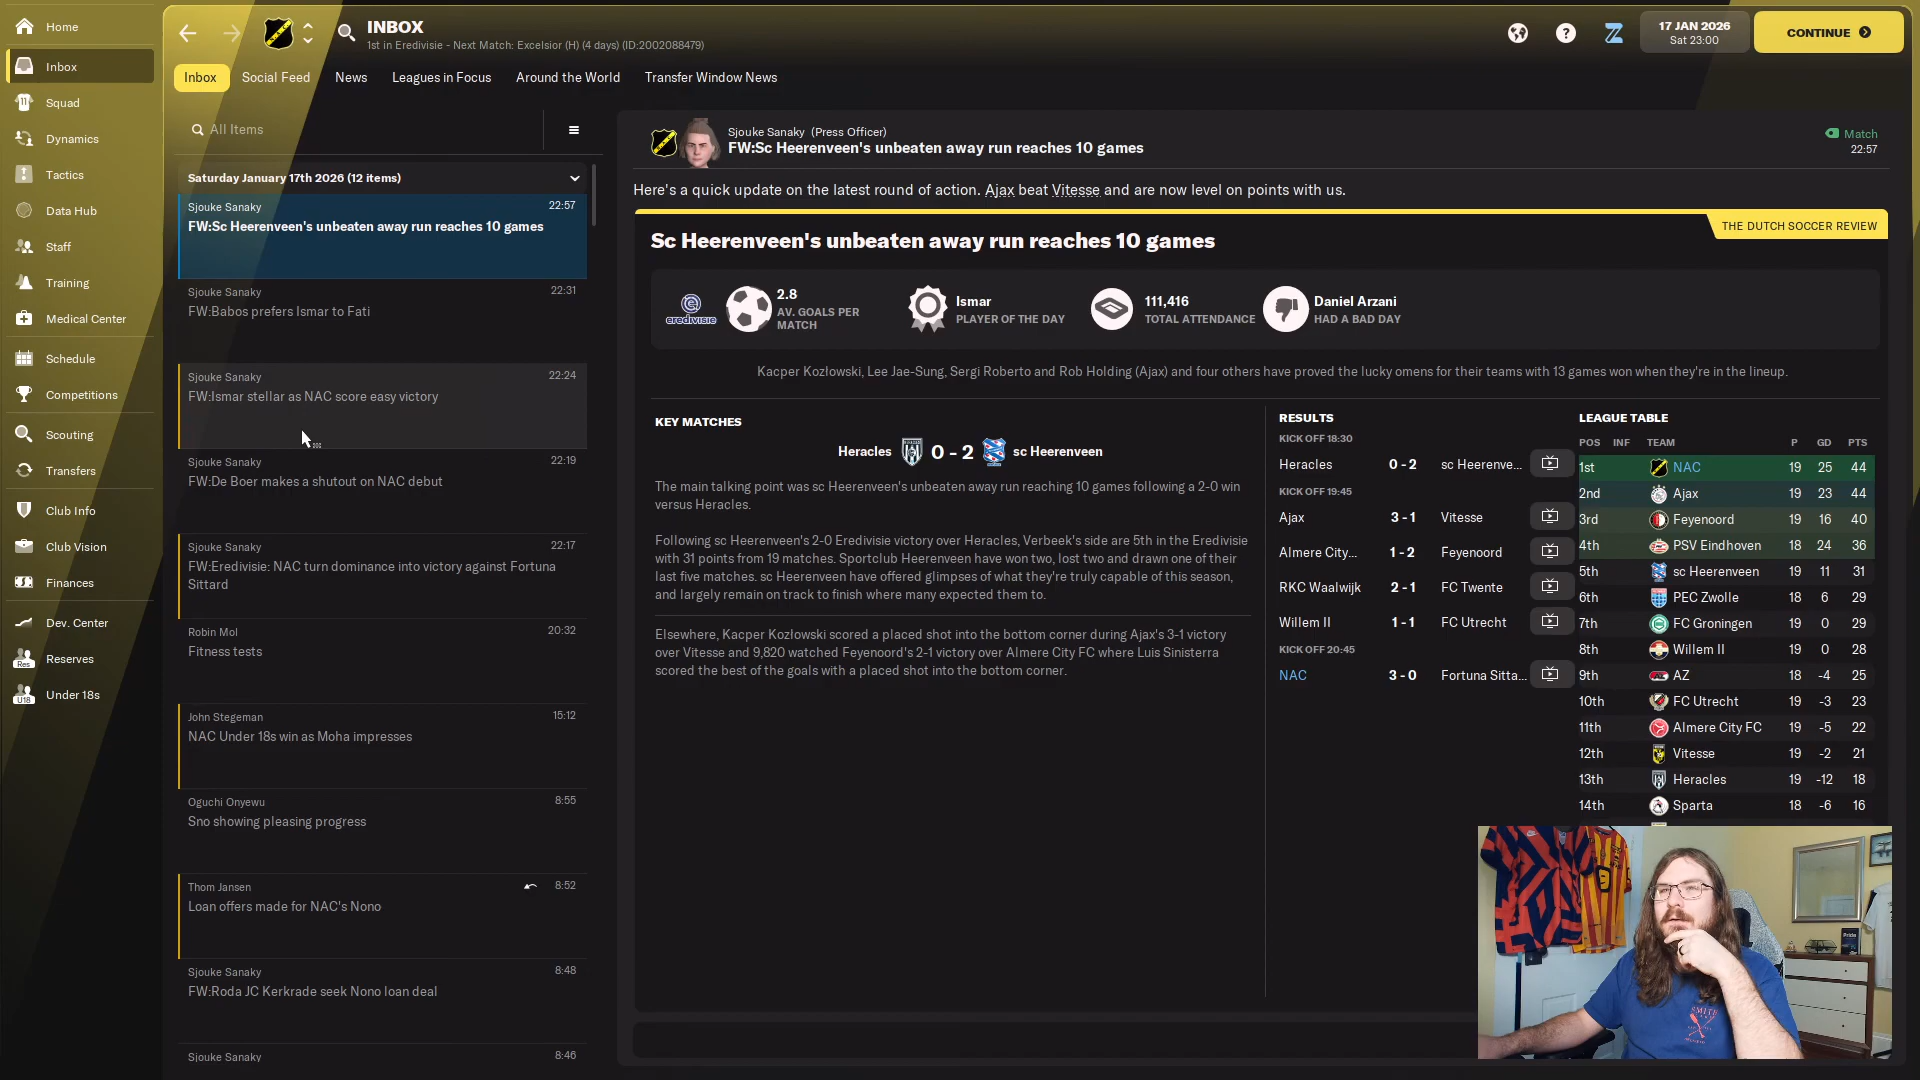 Home
Inbox
Squad
Dynamics
Tactics
Data Hub
Staff
Training
Medical Center
Schedule
Competitions
Scouting
Transfers
Club Info
Club Vision
Finances
Dev. Center
Res
Reserves
U18
Under 18s
INBOX
1st in Eredivisie - Next Match: Excelsior (H) (4 days) (ID:2002088479)
17 JAN 2026
Sat 23:00
CONTINUE
Inbox
Social Feed
News
Leagues in Focus
Around the World
Transfer Window News
All Items
Saturday January 17th 2026 (12 items)
Sjouke Sanaky 22:57
FW:Sc Heerenveen's unbeaten away run reaches 10 games
Sjouke Sanaky 22:31
FW:Babos prefers Ismar to Fati
Sjouke Sanaky 22:24
FW:Ismar stellar as NAC score easy victory
Sjouke Sanaky 22:19
FW:De Boer makes a shutout on NAC debut
Sjouke Sanaky 22:17
FW:Eredivisie: NAC turn dominance into victory against Fortuna
Sittard
Robin Mol 20:32
Fitness tests
John Stegeman 15:12
NAC Under 18s win as Moha impresses
Oguchi Onyewu 8:55
Sno showing pleasing progress
Thom Jansen 8:52
Loan offers made for NAC's Nono
Sjouke Sanaky 8:48
FW:Roda JC Kerkrade seek Nono loan deal
Sjouke Sanaky 8:46
Sjouke Sanaky (Press Officer)
FW:Sc Heerenveen's unbeaten away run reaches 10 games
Match
22:57
Here's a quick update on the latest round of action. Ajax beat Vitesse and are now level on points with us.
THE DUTCH SOCCER REVIEW
Sc Heerenveen's unbeaten away run reaches 10 games
eredivisie
2.8
AV. GOALS PER
MATCH
Ismar
PLAYER OF THE DAY
111,416
TOTAL ATTENDANCE
Daniel Arzani
HAD A BAD DAY
Kacper Kozłowski, Lee Jae-Sung, Sergi Roberto and Rob Holding (Ajax) and four others have proved the lucky omens for their teams with 13 games won when they're in the lineup.
KEY MATCHES
Heracles 0 - 2 sc Heerenveen
The main talking point was sc Heerenveen's unbeaten away run reaching 10 games following a 2-0 win
versus Heracles.
Following sc Heerenveen's 2-0 Eredivisie victory over Heracles, Verbeek's side are 5th in the Eredivisie
with 31 points from 19 matches. Sportclub Heerenveen have won two, lost two and drawn one of their
last five matches. sc Heerenveen have offered glimpses of what they're truly capable of this season,
and largely remain on track to finish where many expected them to.
Elsewhere, Kacper Kozłowski scored a placed shot into the bottom corner during Ajax's 3-1 victory
over Vitesse and 9,820 watched Feyenoord's 2-1 victory over Almere City FC where Luis Sinisterra
scored the best of the goals with a placed shot into the bottom corner.
RESULTS
KICK OFF 18:30
Heracles 0 - 2 sc Heerenve...
KICK OFF 19:45
Ajax 3 - 1 Vitesse
Almere City... 1 - 2 Feyenoord
RKC Waalwijk 2 - 1 FC Twente
Willem II 1 - 1 FC Utrecht
KICK OFF 20:45
NAC 3 - 0 Fortuna Sitta...
LEAGUE TABLE
POS INF TEAM P GD PTS
1st NAC 19 25 44
2nd Ajax 19 23 44
3rd Feyenoord 19 16 40
4th PSV Eindhoven 18 24 36
5th sc Heerenveen 19 11 31
6th PEC Zwolle 18 6 29
7th FC Groningen 19 0 29
8th Willem II 19 0 28
9th AZ 18 -4 25
10th FC Utrecht 19 -3 23
11th Almere City FC 19 -5 22
12th Vitesse 19 -2 21
13th Heracles 19 -12 18
14th Sparta 18 -6 16